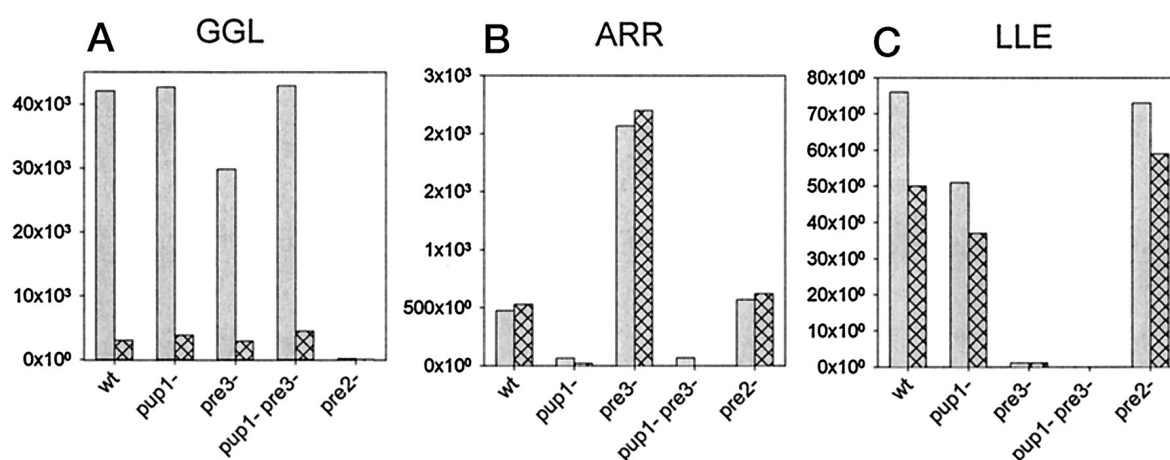 A GGL
40x10³
30x10³
20x10³
10x10³
0x10⁰
wt
pup1-
pre3-
pup1- pre3-
pre2-
B ARR
3x10³
2x10³
2x10³
1x10³
500x10⁰
0x10⁰
wt
pup1-
pre3-
pup1- pre3-
pre2-
C LLE
80x10⁰
70x10⁰
60x10⁰
50x10⁰
40x10⁰
30x10⁰
20x10⁰
10x10⁰
0x10⁰
wt
pup1-
pre3-
pup1- pre3-
pre2-